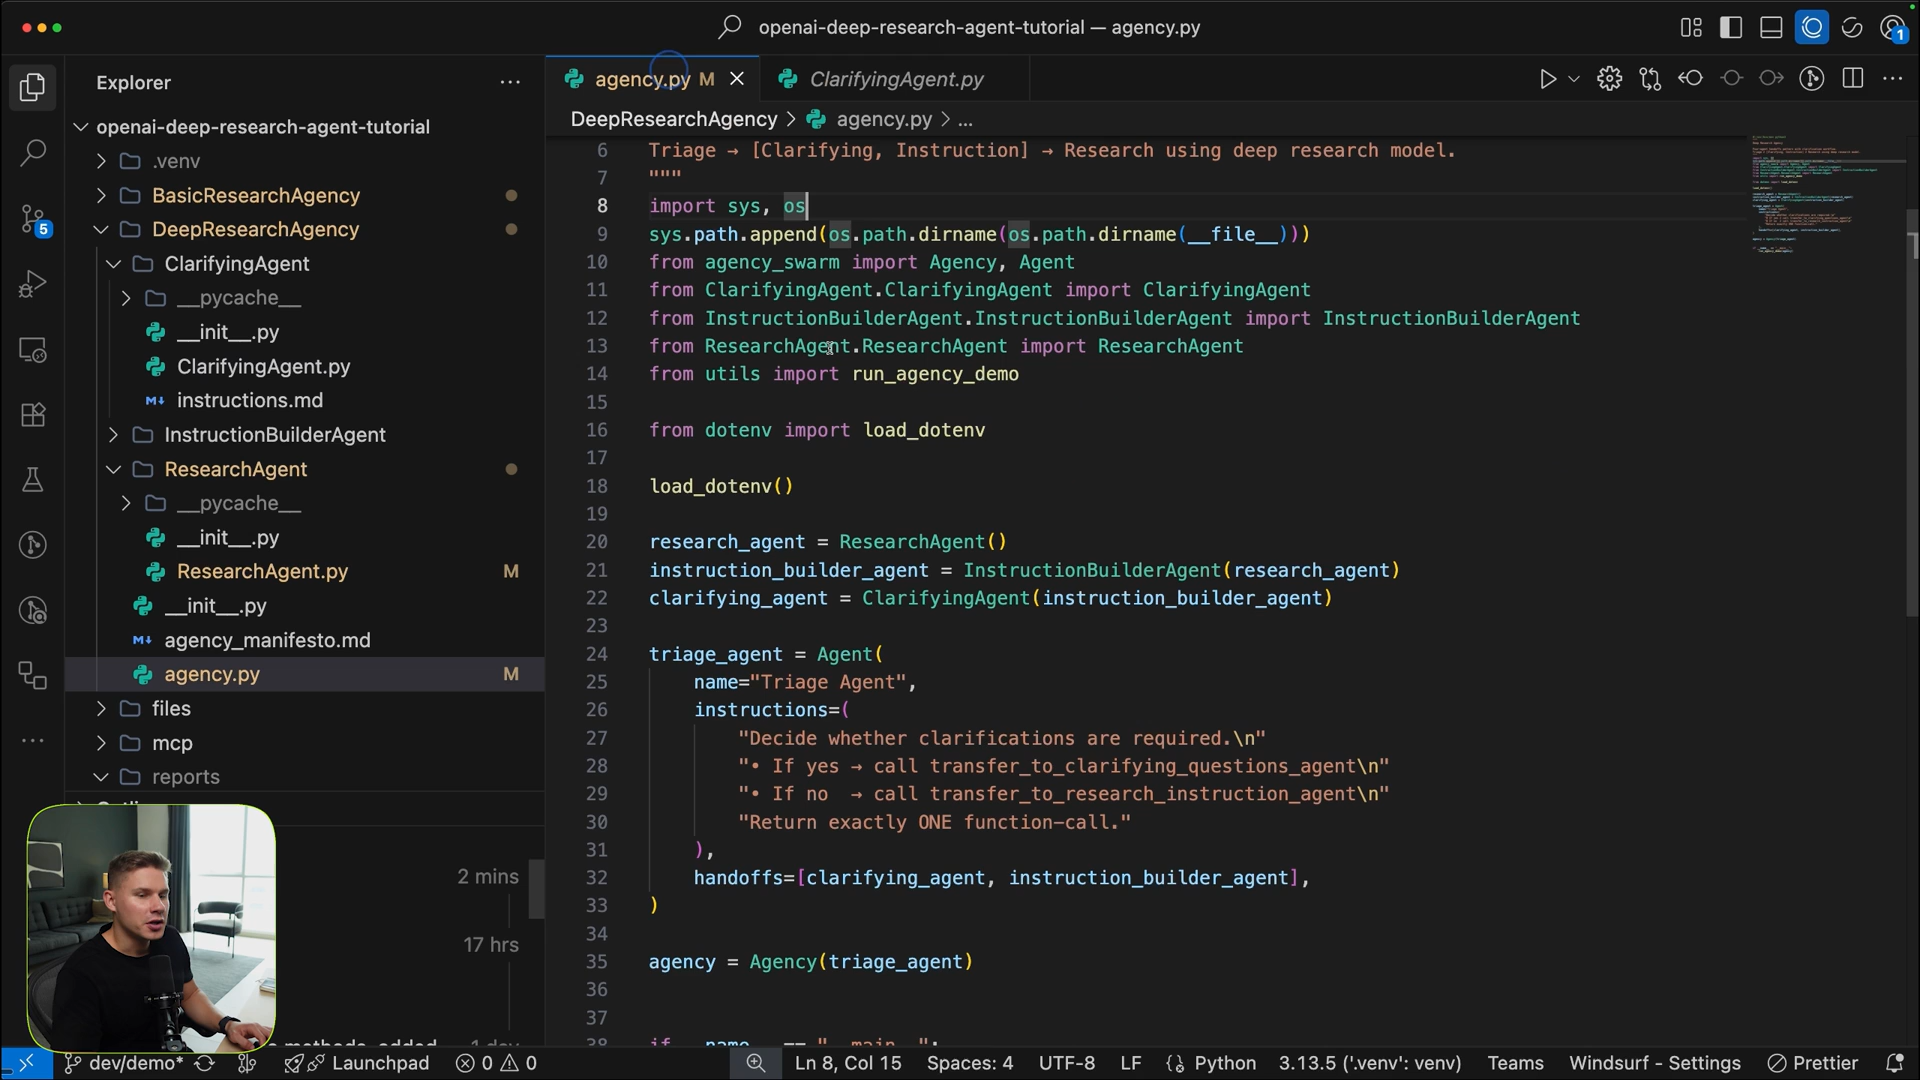 openai-deep-research-agent-tutorial — agency.py
1
Explorer
openai-deep-research-agent-tutorial
.venv
BasicResearchAgency
DeepResearchAgency
ClarifyingAgent
__pycache__
__init__.py
ClarifyingAgent.py
instructions.md
InstructionBuilderAgent
ResearchAgent
__pycache__
__init__.py
ResearchAgent.py M
__init__.py
agency_manifesto.md
agency.py M
files
mcp
reports
5
2 mins
17 hrs
agency.py M
ClarifyingAgent.py
DeepResearchAgency > agency.py > ...
6 Triage → [Clarifying, Instruction] → Research using deep research model.
7 """
8 import sys, os
9 sys.path.append(os.path.dirname(os.path.dirname(__file__)))
10 from agency_swarm import Agency, Agent
11 from ClarifyingAgent.ClarifyingAgent import ClarifyingAgent
12 from InstructionBuilderAgent.InstructionBuilderAgent import InstructionBuilderAgent
13 from ResearchAgent.ResearchAgent import ResearchAgent
14 from utils import run_agency_demo
15
16 from dotenv import load_dotenv
17
18 load_dotenv()
19
20 research_agent = ResearchAgent()
21 instruction_builder_agent = InstructionBuilderAgent(research_agent)
22 clarifying_agent = ClarifyingAgent(instruction_builder_agent)
23
24 triage_agent = Agent(
25 name="Triage Agent",
26 instructions=(
27 "Decide whether clarifications are required.\n"
28 "• If yes → call transfer_to_clarifying_questions_agent\n"
29 "• If no → call transfer_to_research_instruction_agent\n"
30 "Return exactly ONE function-call."
31 ),
32 handoffs=[clarifying_agent, instruction_builder_agent],
33 )
34
35 agency = Agency(triage_agent)
36
37
38 if __name__ == "__main__":
dev/demo* Launchpad 0 0 Ln 8, Col 15 Spaces: 4 UTF-8 LF {} Python 3.13.5 ('.venv': venv) Teams Windsurf - Settings Prettier